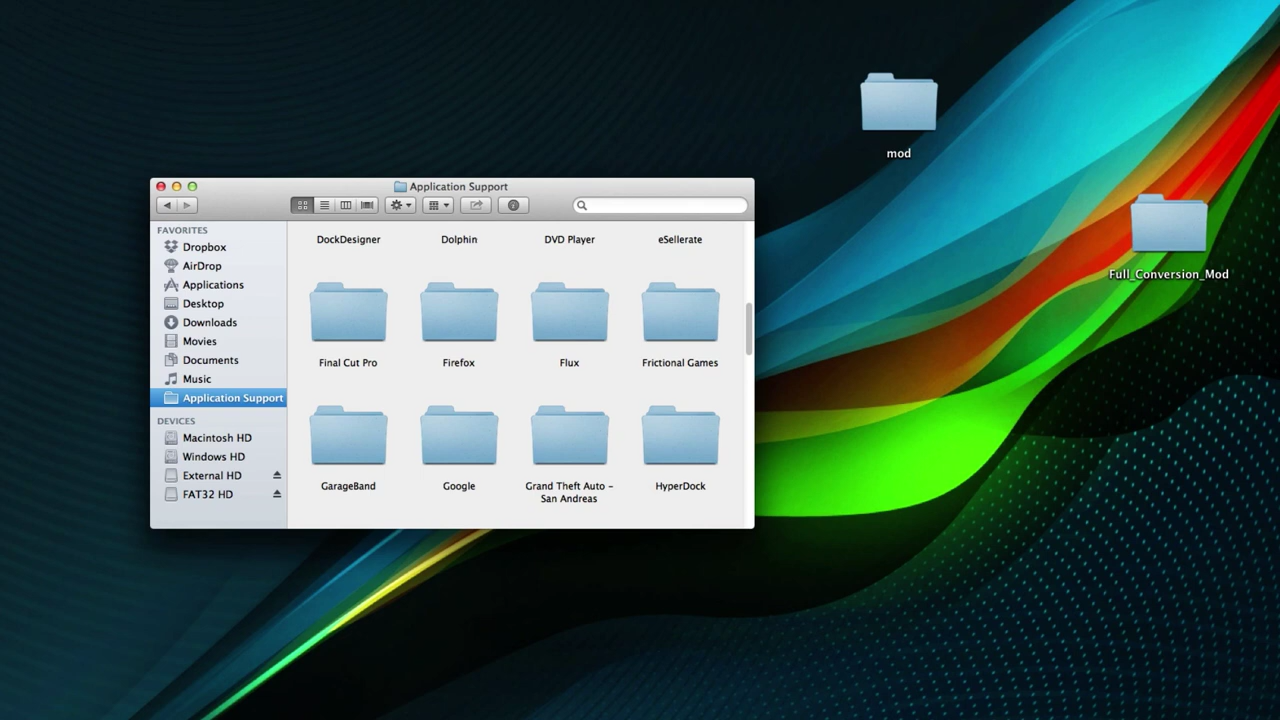 mod
Full_Conversion_Mod
Application Support
FAVORITES
Dropbox
AirDrop
Applications
Desktop
Downloads
Movies
Documents
Music
Application Support
DEVICES
Macintosh HD
Windows HD
External HD
FAT32 HD
DockDesigner
Dolphin
DVD Player
eSellerate
Final Cut Pro
Firefox
Flux
Frictional Games
GarageBand
Google
Grand Theft Auto –
San Andreas
HyperDock